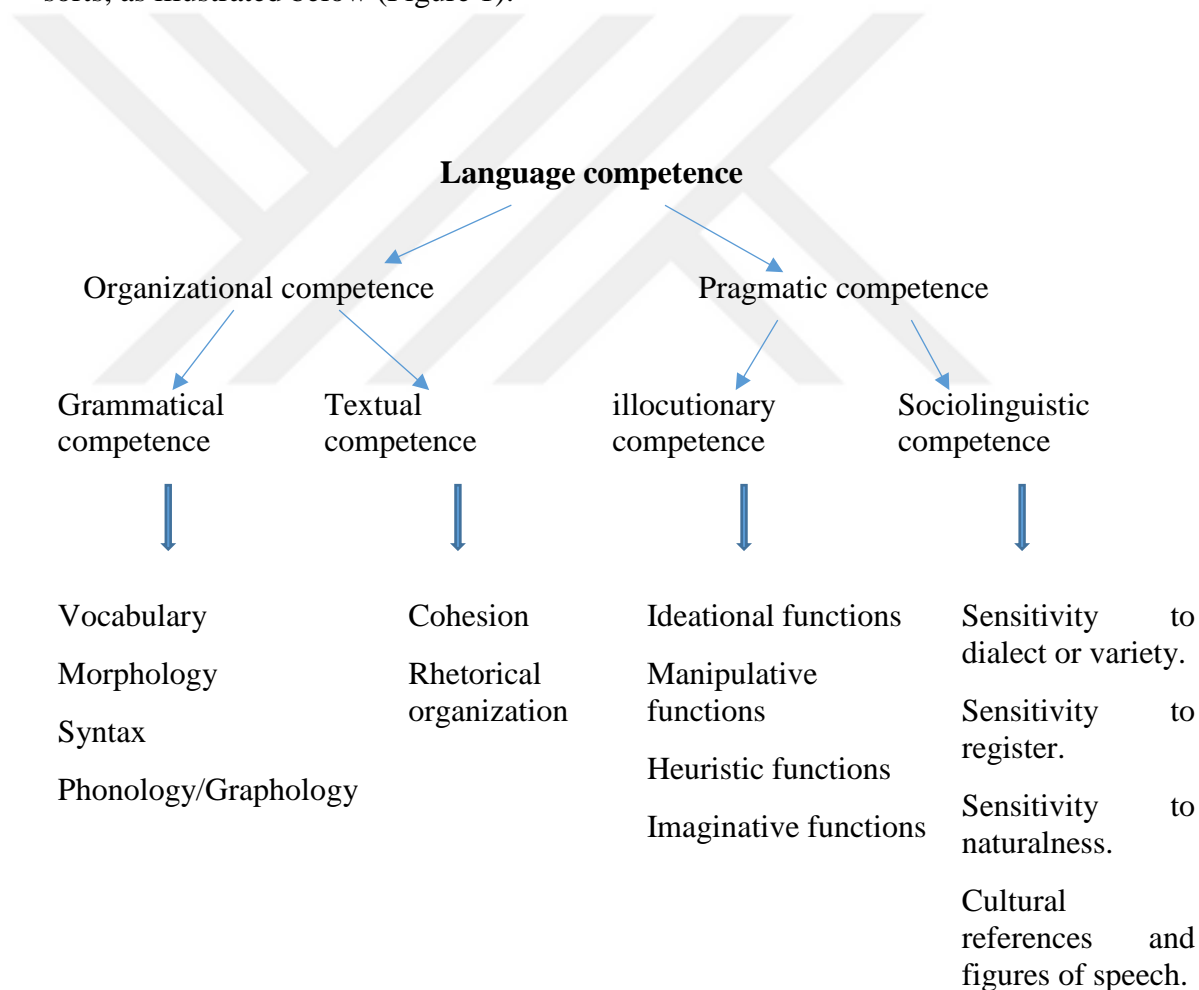 sorts, as illustrated below (Figure 1).
Language competence
Organizational competence
Pragmatic competence
Grammatical
competence
Textual
competence
illocutionary
competence
Sociolinguistic
competence
Vocabulary
Morphology
Syntax
Phonology/Graphology
Cohesion
Rhetorical
organization
Ideational functions
Manipulative
functions
Heuristic functions
Imaginative functions
Sensitivity to
dialect or variety.
Sensitivity to
register.
Sensitivity to
naturalness.
Cultural
references and
figures of speech.